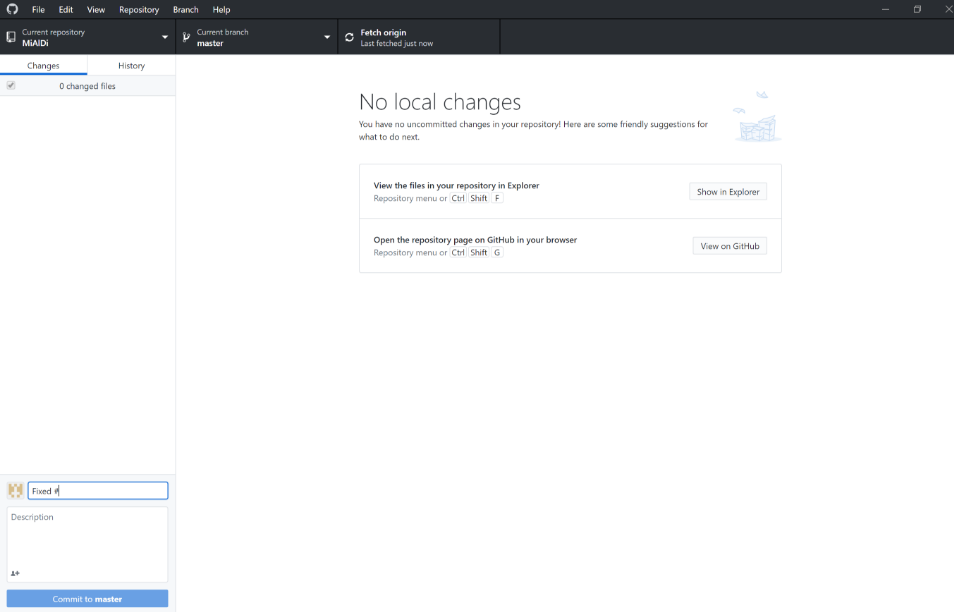 File Edit View Repository Branch Help
Current repository
MiAIDi
Current branch
master
Fetch origin
Last fetched just now
Changes History
0 changed files
No local changes
You have no uncommitted changes in your repository! Here are some friendly suggestions for
what to do next.
View the files in your repository in Explorer
Repository menu or Ctrl Shift F
Show in Explorer
Open the repository page on GitHub in your browser
Repository menu or Ctrl Shift G
View on GitHub
Fixed #
Description
Commit to master